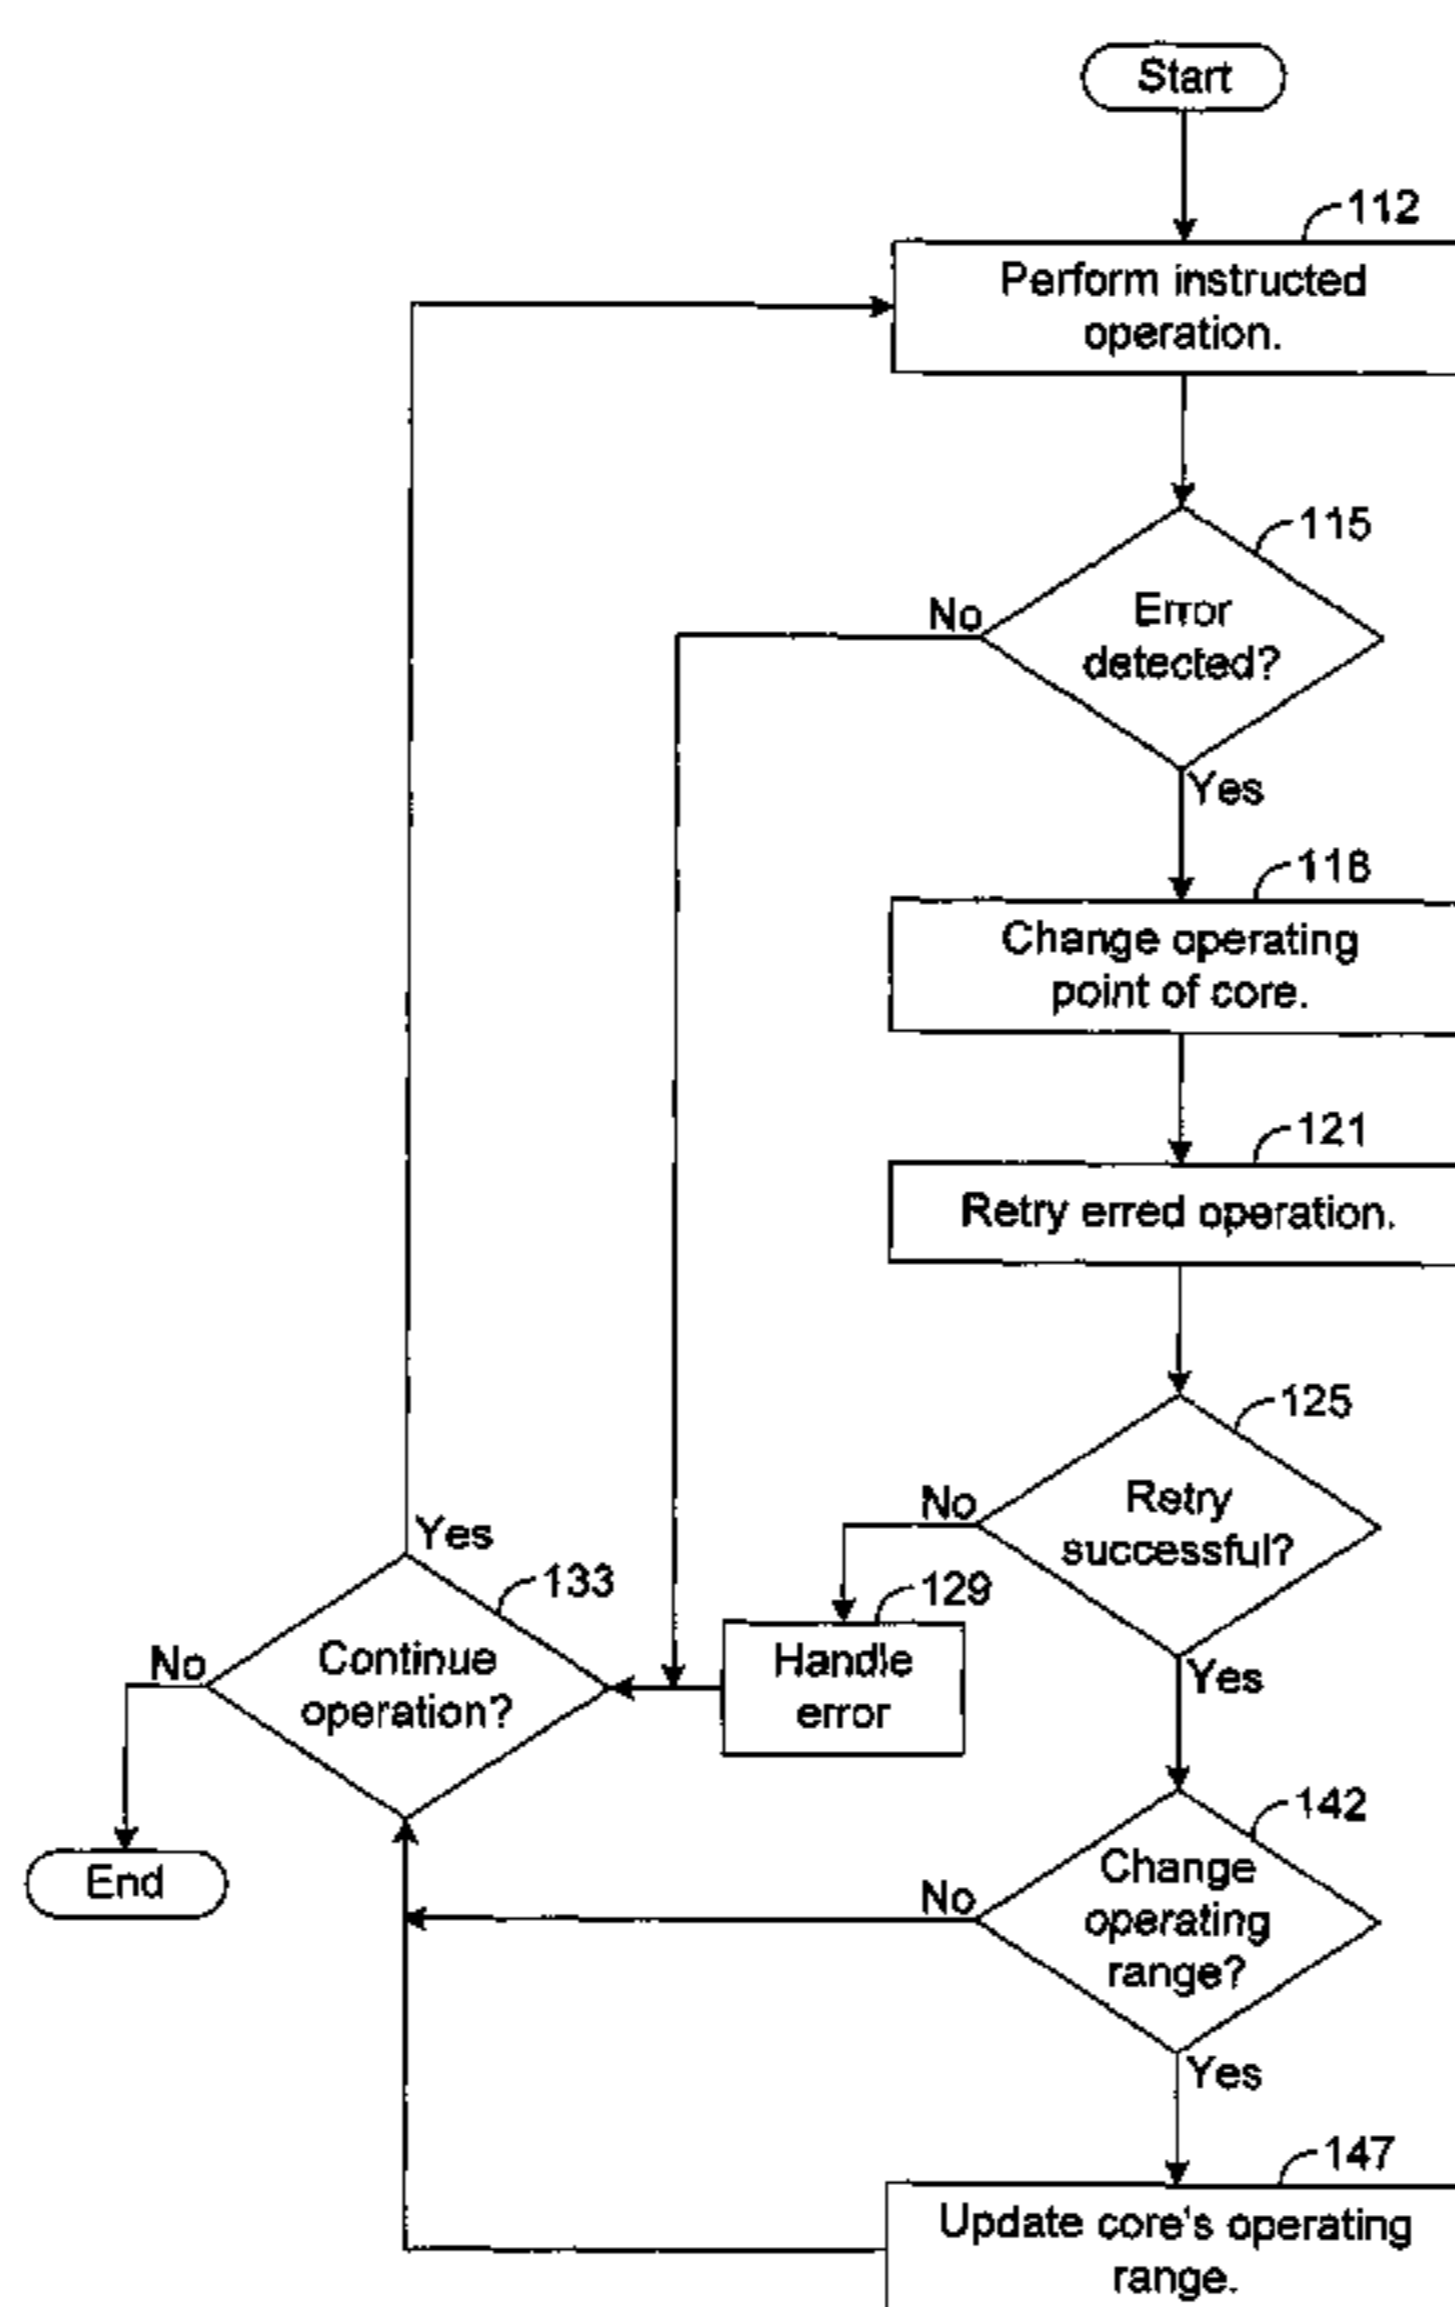 Start
112
Perform instructed
operation.
115
Error
detected?
No
Yes
118
Change operating
point of core.
121
Retry erred operation.
125
Retry
successful?
No
Yes
129
Handle
error
133
Continue
operation?
Yes
No
End
142
Change
operating
range?
No
Yes
147
Update core's operating
range.